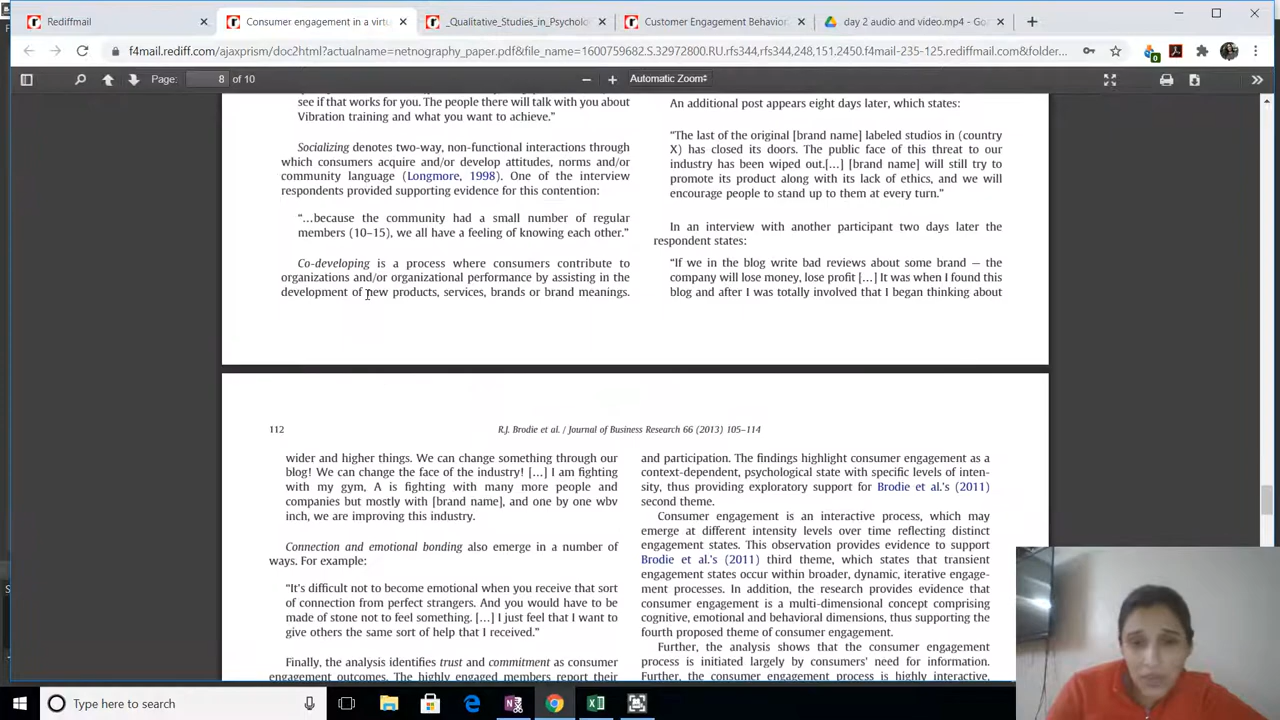 Rediffmail
Consumer engagement in a virtu
_Qualitative_Studies_in_Psycholo
Customer Engagement Behavior.
day 2 audio and video.mp4 - Go
f4mail.rediff.com/ajaxprism/doc2html?actualname=netnography_paper.pdf&file_name=1600759682.S.32972800.RU.rfs344,rfs344,248,151.2450.f4mail-235-125.rediffmail.com&folder...
Page: 8 of 10
Automatic Zoom
see if that works for you. The people there will talk with you about
Vibration training and what you want to achieve."
Socializing denotes two-way, non-functional interactions through
which consumers acquire and/or develop attitudes, norms and/or
community language (Longmore, 1998). One of the interview
respondents provided supporting evidence for this contention:
"…because the community had a small number of regular
members (10–15), we all have a feeling of knowing each other."
Co-developing is a process where consumers contribute to
organizations and/or organizational performance by assisting in the
development of new products, services, brands or brand meanings.
An additional post appears eight days later, which states:
"The last of the original [brand name] labeled studios in (country
X) has closed its doors. The public face of this threat to our
industry has been wiped out.[…] [brand name] will still try to
promote its product along with its lack of ethics, and we will
encourage people to stand up to them at every turn."
In an interview with another participant two days later the
respondent states:
"If we in the blog write bad reviews about some brand — the
company will lose money, lose profit […] It was when I found this
blog and after I was totally involved that I began thinking about
112
R.J. Brodie et al. / Journal of Business Research 66 (2013) 105–114
wider and higher things. We can change something through our
blog! We can change the face of the industry! […] I am fighting
with my gym, A is fighting with many more people and
companies but mostly with [brand name], and one by one wbv
inch, we are improving this industry.
Connection and emotional bonding also emerge in a number of
ways. For example:
"It's difficult not to become emotional when you receive that sort
of connection from perfect strangers. And you would have to be
made of stone not to feel something. […] I just feel that I want to
give others the same sort of help that I received."
Finally, the analysis identifies trust and commitment as consumer
engagement outcomes. The highly engaged members report their
and participation. The findings highlight consumer engagement as a
context-dependent, psychological state with specific levels of inten-
sity, thus providing exploratory support for Brodie et al.'s (2011)
second theme.
Consumer engagement is an interactive process, which may
emerge at different intensity levels over time reflecting distinct
engagement states. This observation provides evidence to support
Brodie et al.'s (2011) third theme, which states that transient
engagement states occur within broader, dynamic, iterative engage-
ment processes. In addition, the research provides evidence that
consumer engagement is a multi-dimensional concept comprising
cognitive, emotional and behavioral dimensions, thus supporting the
fourth proposed theme of consumer engagement.
Further, the analysis shows that the consumer engagement
process is initiated largely by consumers' need for information.
Further, the consumer engagement process is highly interactive,
Type here to search